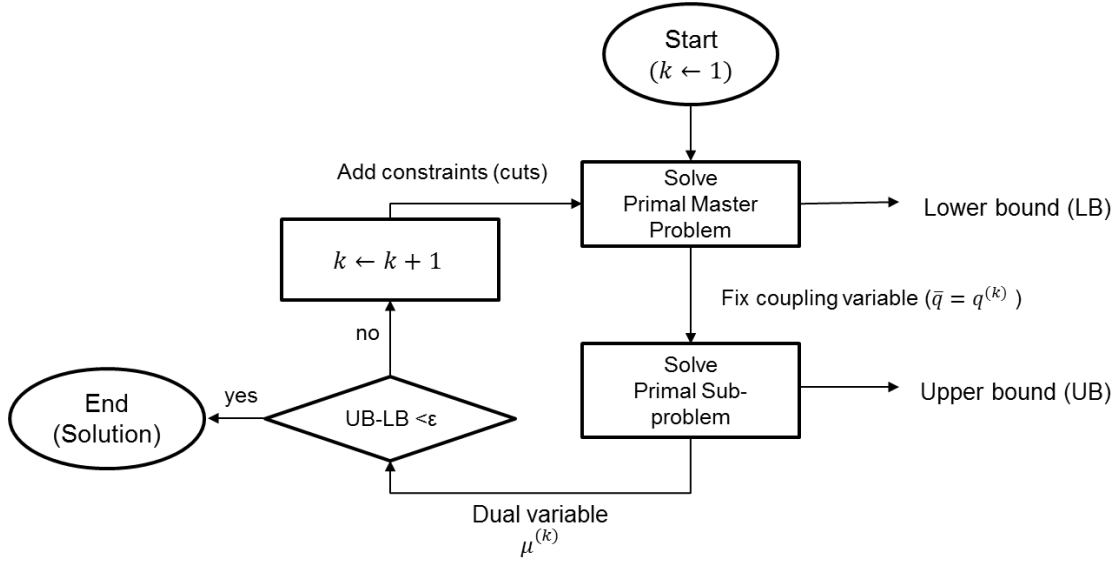 Start
(k ← 1)
Add constraints (cuts)
Solve
Primal Master
Problem
Lower bound (LB)
k ← k + 1
Fix coupling variable (q̅ = q⁽ᵏ⁾ )
no
Solve
Primal Sub-
problem
Upper bound (UB)
yes
End
(Solution)
UB-LB <ε
Dual variable
μ⁽ᵏ⁾